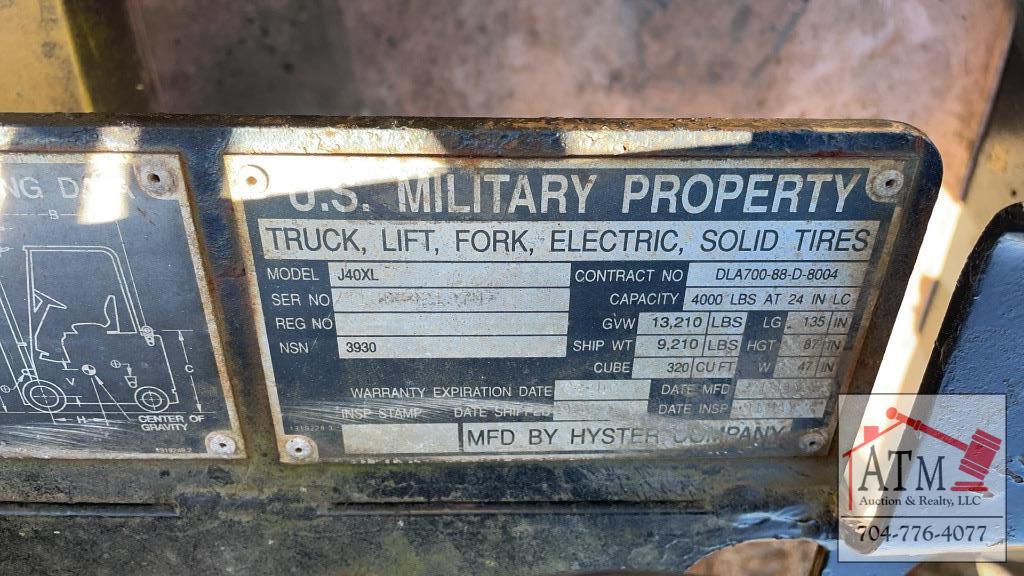 NG DATA
B
V
C
H
CENTER OF
GRAVITY
U.S. MILITARY PROPERTY
TRUCK, LIFT, FORK, ELECTRIC, SOLID TIRES
MODEL J40XL CONTRACT NO DLA700-88-D-8004
SER NO CAPACITY 4000 LBS AT 24 IN LC
REG NO GVW 13,210 LBS LG 135 IN
NSN 3930 SHIP WT 9,210 LBS HGT 87 IN
CUBE 320 CU FT W 47 IN
WARRANTY EXPIRATION DATE DATE MFD
INSP STAMP DATE SHIPPED DATE INSP
MFD BY HYSTER COMPANY
ATM
Auction & Realty, LLC
704-776-4077